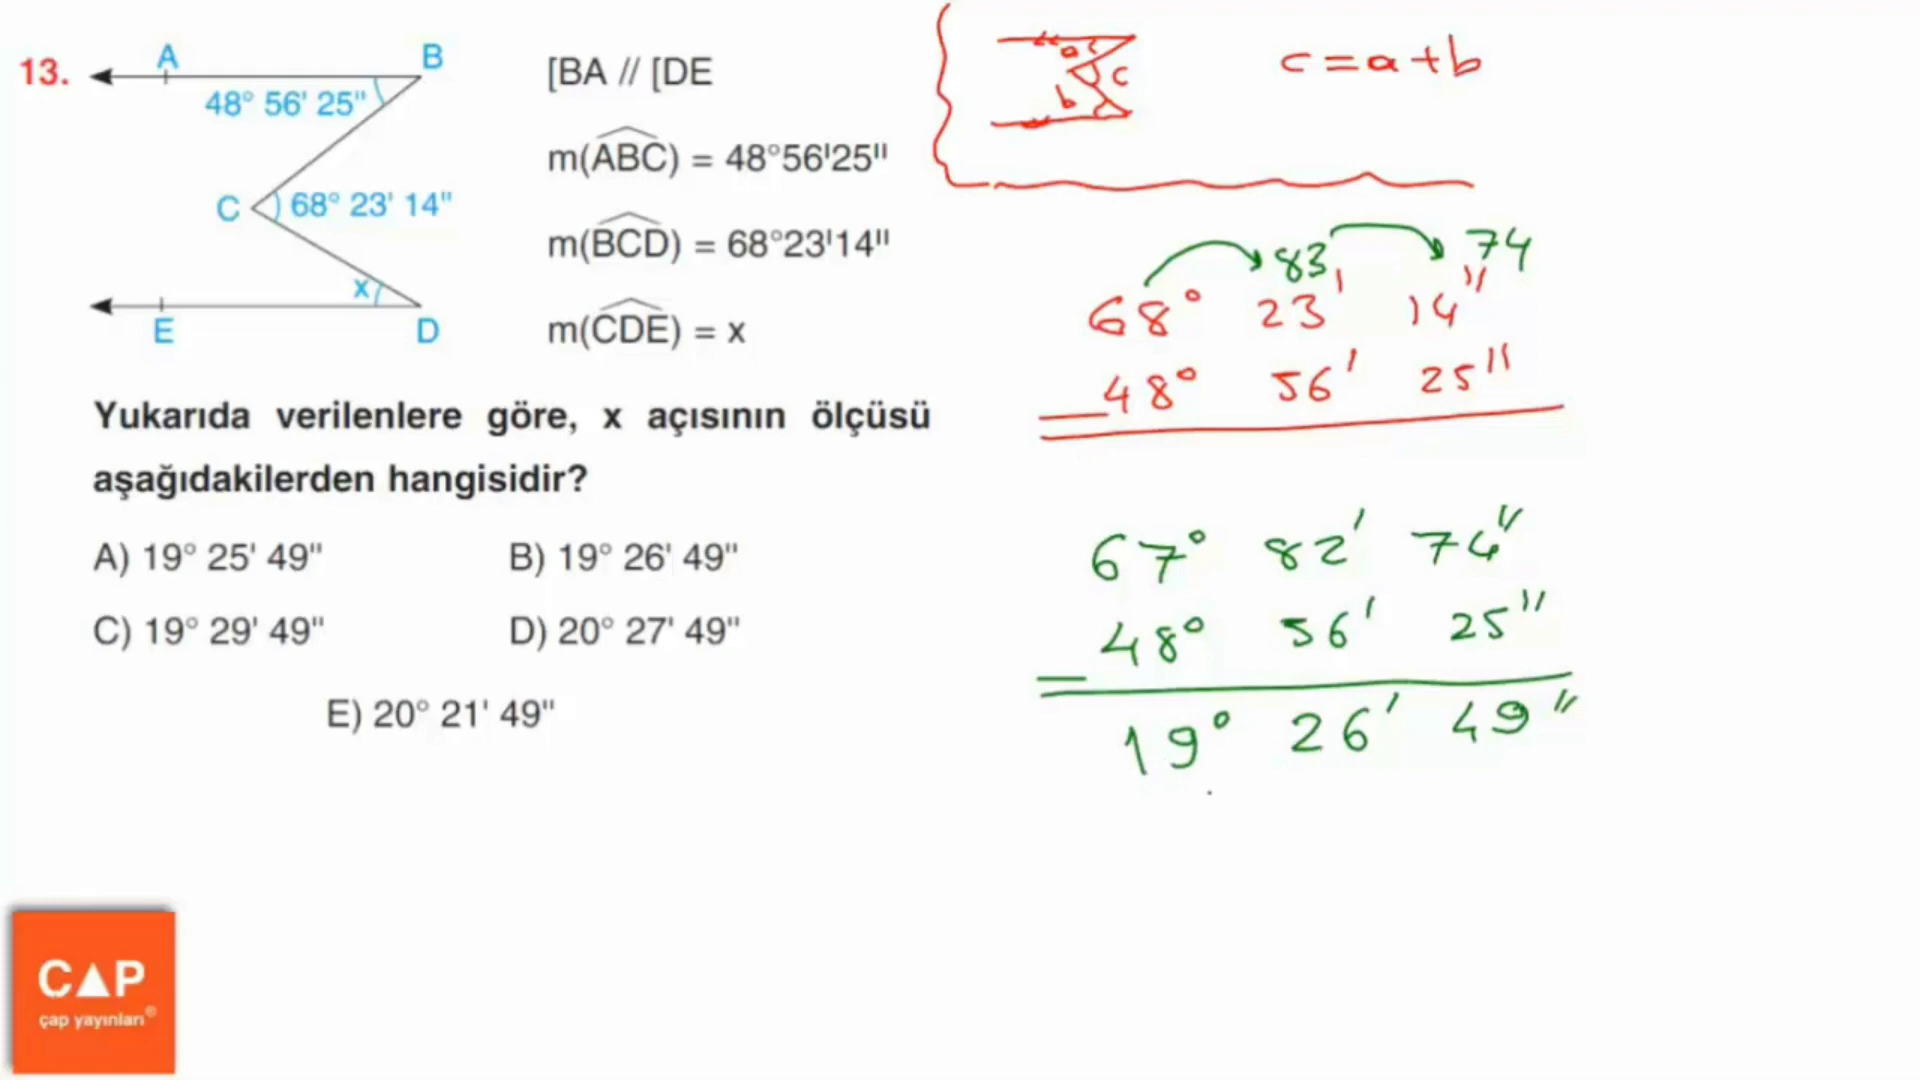 13.
A B
48° 56' 25"
C 68° 23' 14"
x
E D
[BA // [DE
m(ABC) = 48°56'25"
m(BCD) = 68°23'14"
m(CDE) = x
Yukarıda verilenlere göre, x açısının ölçüsü
aşağıdakilerden hangisidir?
A) 19° 25' 49" B) 19° 26' 49"
C) 19° 29' 49" D) 20° 27' 49"
E) 20° 21' 49"
a
c
b
c = a + b
83 74
68° 23' 14"
48° 56' 25"
67° 82' 74"
48° 56' 25"
19° 26' 49"
CAP
çap yayınları®